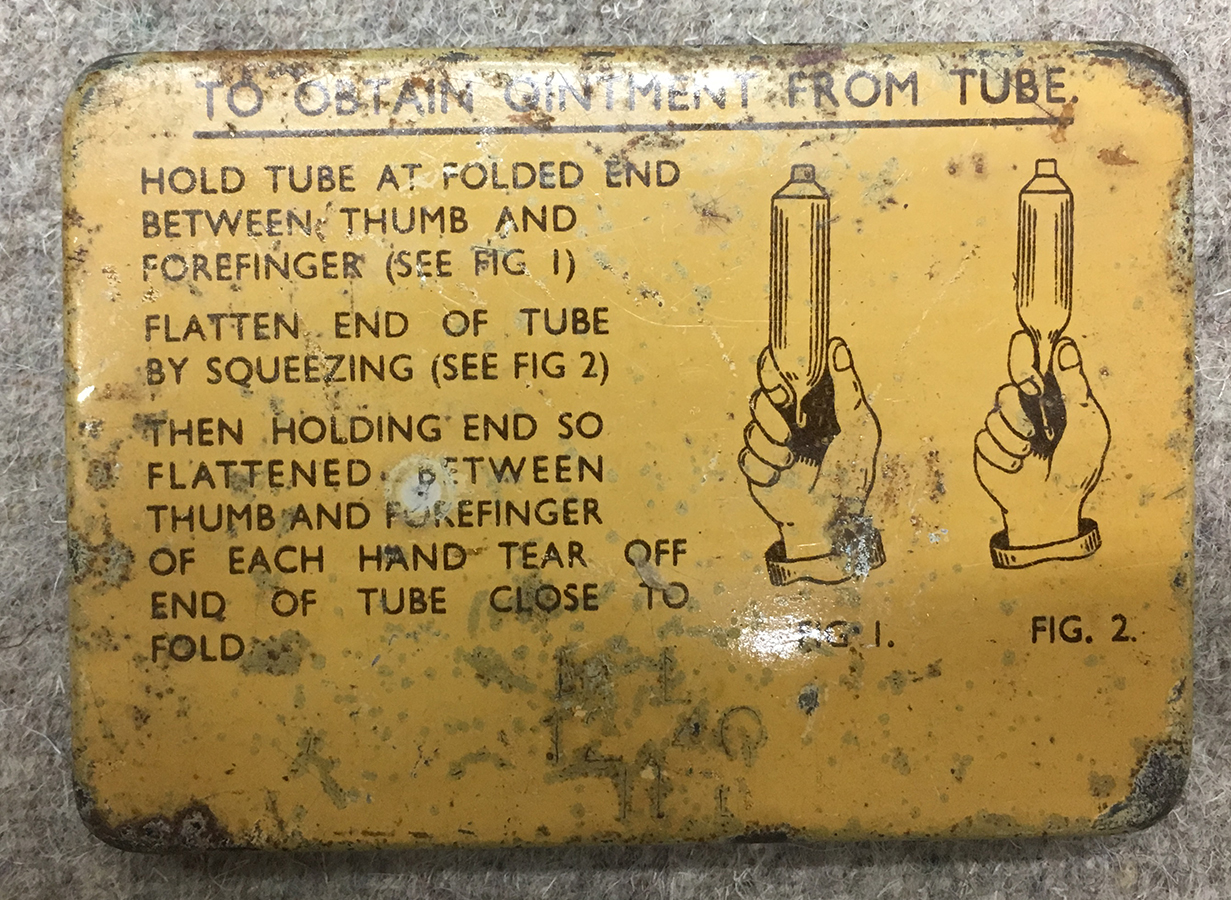 TO OBTAIN OINTMENT FROM TUBE.
HOLD TUBE AT FOLDED END
BETWEEN THUMB AND
FOREFINGER (SEE FIG 1)
FLATTEN END OF TUBE
BY SQUEEZING (SEE FIG 2)
THEN HOLDING END SO
FLATTENED BETWEEN
THUMB AND FOREFINGER
OF EACH HAND TEAR OFF
END OF TUBE CLOSE TO
FOLD
FIG. 1.
FIG. 2.